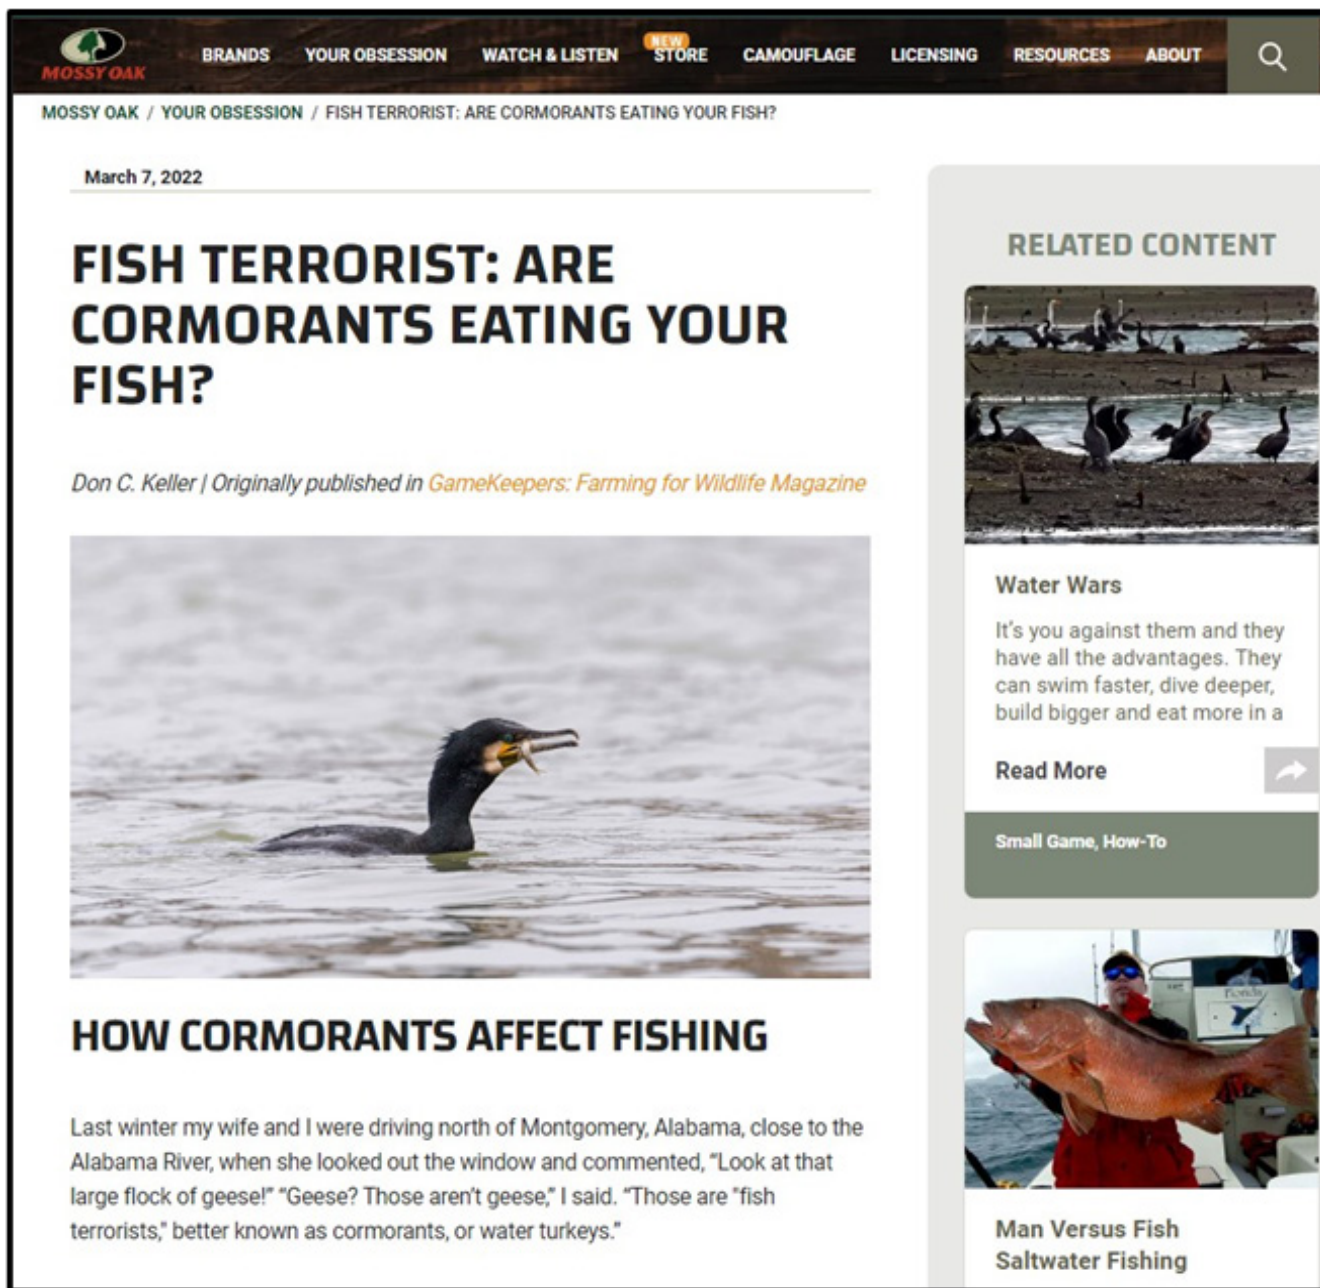 MOSSY OAK
BRANDS
YOUR OBSESSION
WATCH & LISTEN
NEW
STORE
CAMOUFLAGE
LICENSING
RESOURCES
ABOUT
MOSSY OAK / YOUR OBSESSION / FISH TERRORIST: ARE CORMORANTS EATING YOUR FISH?
March 7, 2022
FISH TERRORIST: ARE
CORMORANTS EATING YOUR
FISH?
Don C. Keller | Originally published in GameKeepers: Farming for Wildlife Magazine
HOW CORMORANTS AFFECT FISHING
Last winter my wife and I were driving north of Montgomery, Alabama, close to the
Alabama River, when she looked out the window and commented, “Look at that
large flock of geese!” “Geese? Those aren’t geese,” I said. “Those are "fish
terrorists," better known as cormorants, or water turkeys.”
RELATED CONTENT
Water Wars
It’s you against them and they
have all the advantages. They
can swim faster, dive deeper,
build bigger and eat more in a
Read More
Small Game, How-To
Florida
Man Versus Fish
Saltwater Fishing